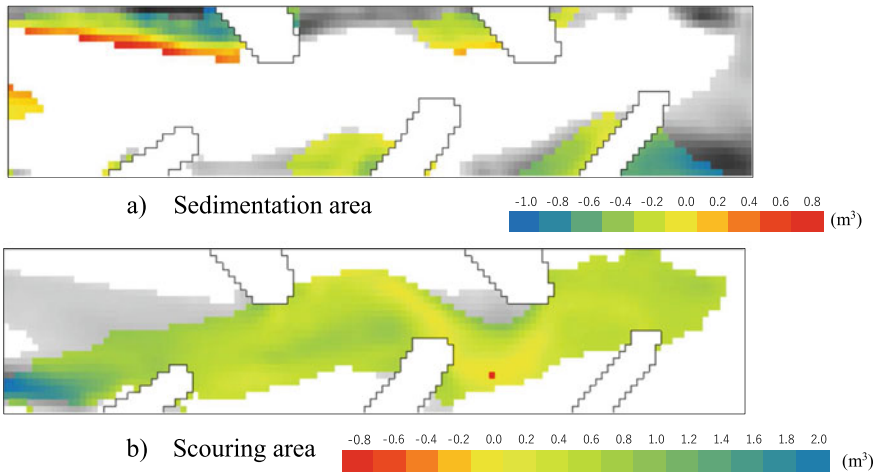 a) Sedimentation area
-1.0 -0.8 -0.6 -0.4 -0.2 0.0 0.2 0.4 0.6 0.8
(m³)
b) Scouring area
-0.8 -0.6 -0.4 -0.2 0.0 0.2 0.4 0.6 0.8 1.0 1.2 1.4 1.6 1.8 2.0
(m³)